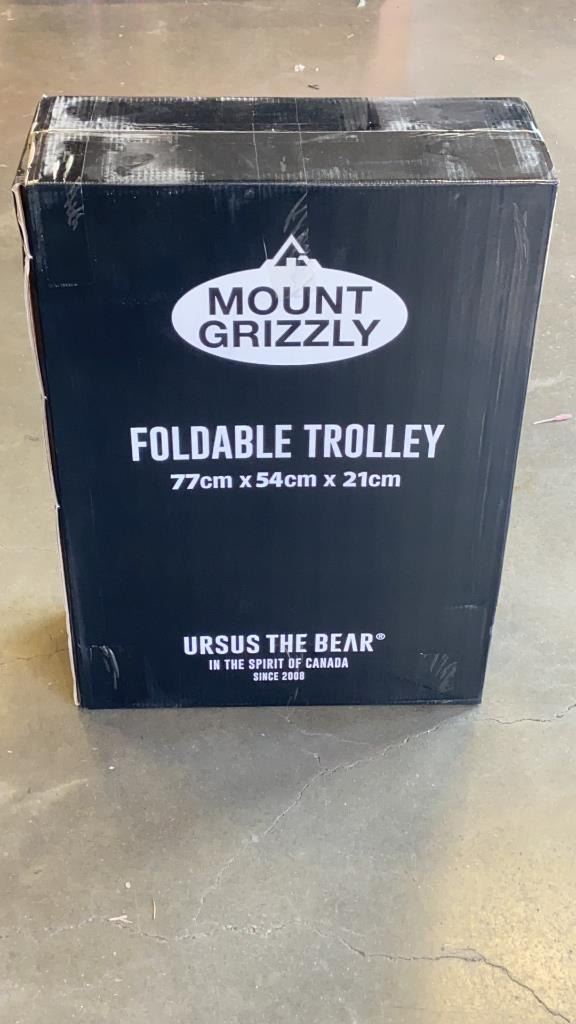 MOUNT
GRIZZLY
FOLDABLE TROLLEY
77cm x 54cm x 21cm
URSUS THE BEAR®
IN THE SPIRIT OF CANADA
SINCE 2008